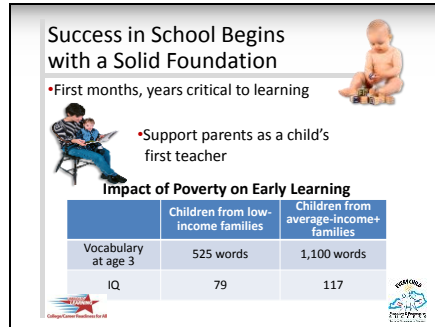 Success in School Begins
with a Solid Foundation
•First months, years critical to learning
•Support parents as a child's
first teacher
Impact of Poverty on Early Learning
Children from low-
income families
Children from
average-income+
families
Vocabulary
at age 3
525 words
1,100 words
IQ
79
117
College/Career Readiness for All